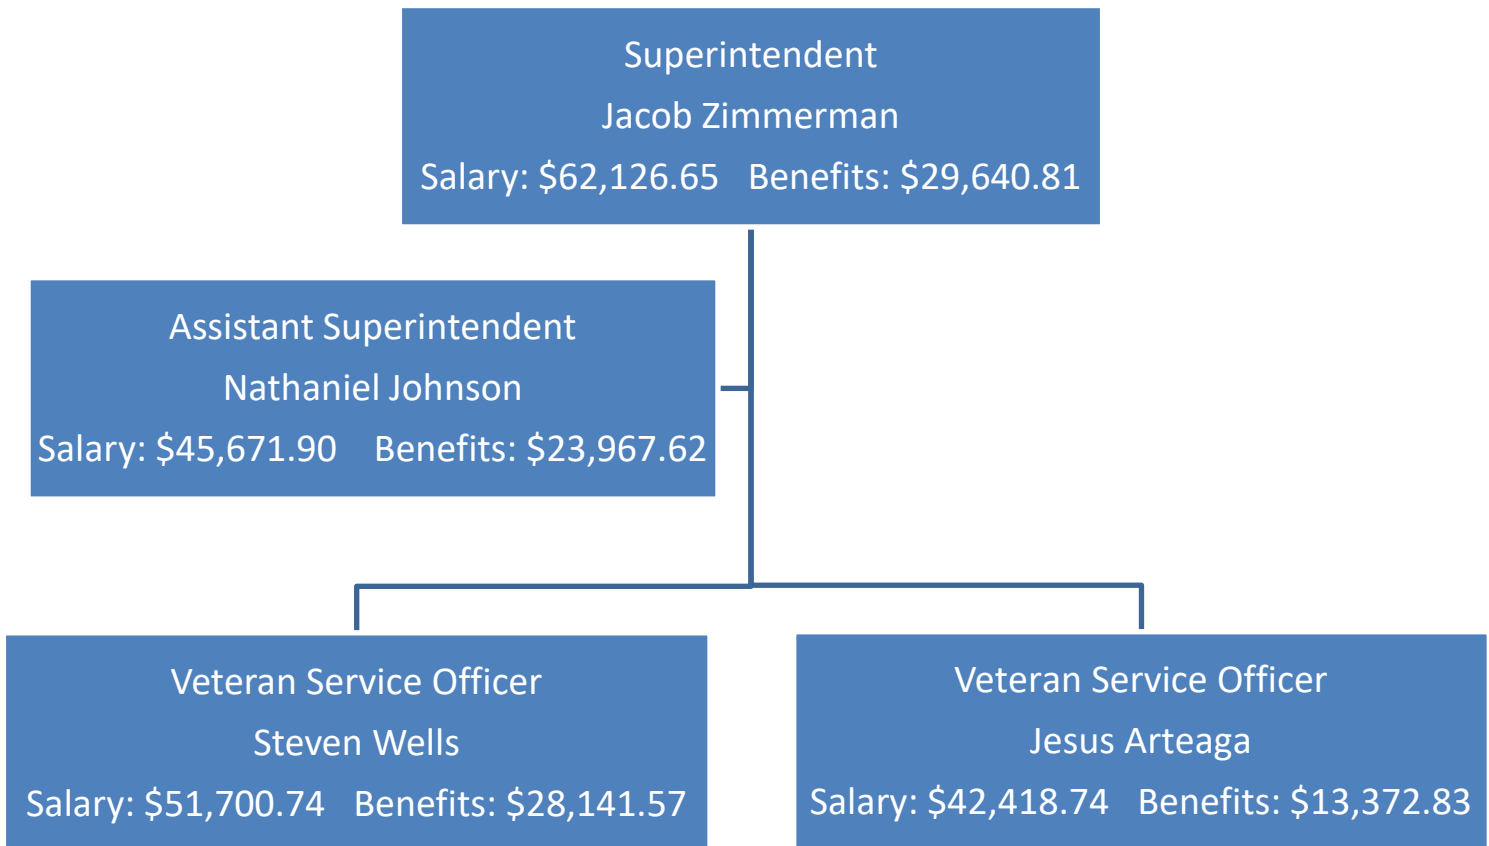 Superintendent
Jacob Zimmerman
Salary: $62,126.65 Benefits: $29,640.81
Assistant Superintendent
Nathaniel Johnson
Salary: $45,671.90 Benefits: $23,967.62
Veteran Service Officer
Steven Wells
Salary: $51,700.74 Benefits: $28,141.57
Veteran Service Officer
Jesus Arteaga
Salary: $42,418.74 Benefits: $13,372.83